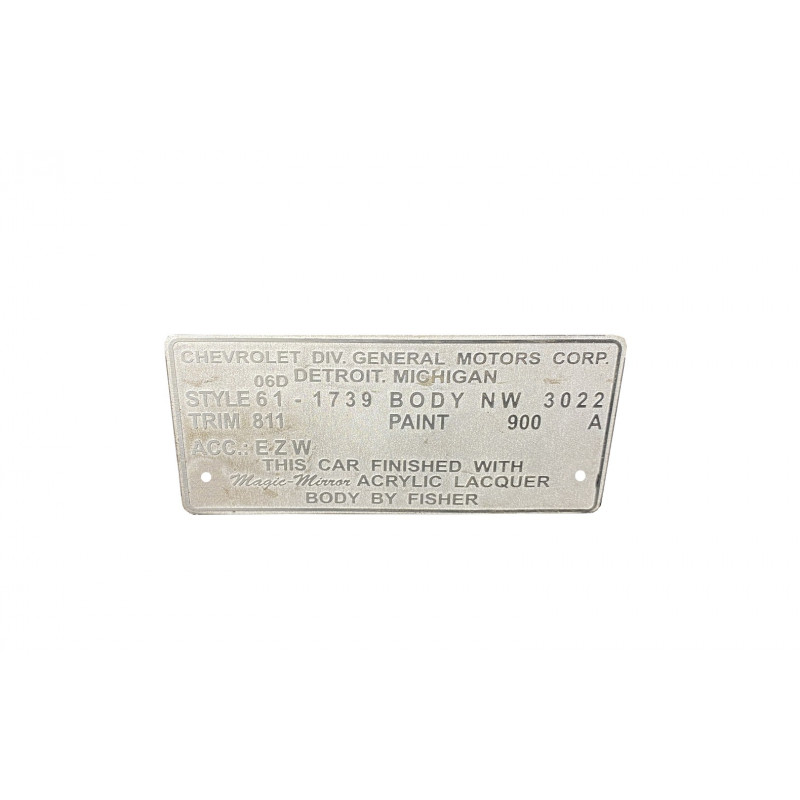 CHEVROLET DIV. GENERAL MOTORS CORP.
06D DETROIT. MICHIGAN
STYLE 61 - 1739 BODY NW 3022
TRIM 811 PAINT 900 A
ACC.: E-Z W
THIS CAR FINISHED WITH
Magic-Mirror ACRYLIC LACQUER
BODY BY FISHER